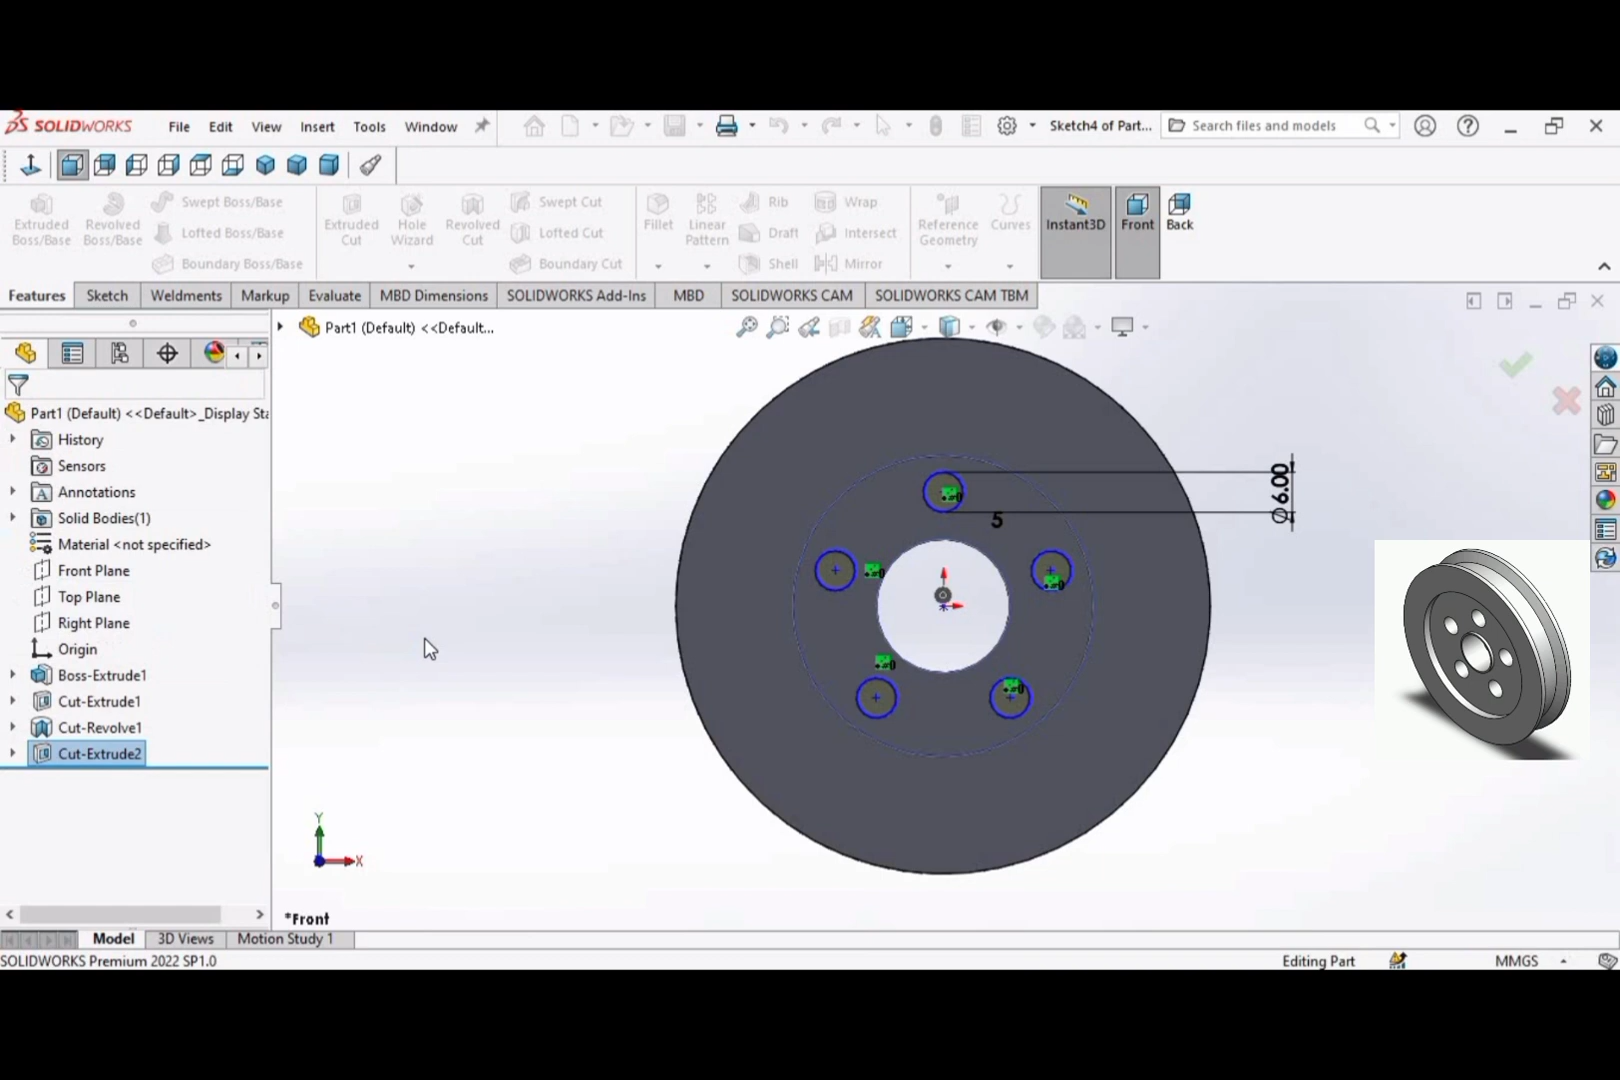 SOLIDWORKS File Edit View Insert Tools Window Sketch4 of Part... Search files and models
Extruded Boss/Base
Revolved Boss/Base
Swept Boss/Base
Lofted Boss/Base
Boundary Boss/Base
Extruded Cut
Hole Wizard
Revolved Cut
Swept Cut
Lofted Cut
Boundary Cut
Fillet
Linear Pattern
Rib
Draft
Shell
Wrap
Intersect
Mirror
Reference Geometry
Curves
Instant3D
Front
Back
Features Sketch Weldments Markup Evaluate MBD Dimensions SOLIDWORKS Add-Ins MBD SOLIDWORKS CAM SOLIDWORKS CAM TBM
Part1 (Default) <<Default...
Part1 (Default) <<Default>_Display Sta
History
Sensors
Annotations
Solid Bodies(1)
Material <not specified>
Front Plane
Top Plane
Right Plane
Origin
Boss-Extrude1
Cut-Extrude1
Cut-Revolve1
Cut-Extrude2
∅6.00
5
Y
X
*Front
Model 3D Views Motion Study 1
SOLIDWORKS Premium 2022 SP1.0 Editing Part MMGS